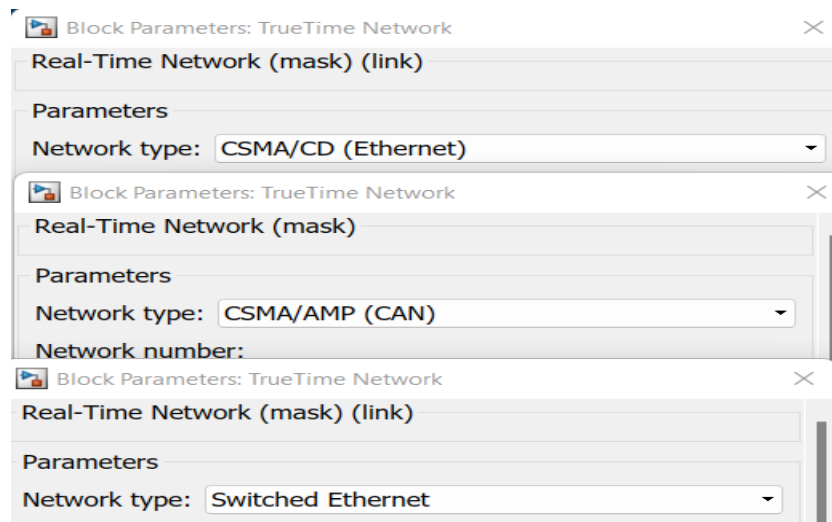 Block Parameters: TrueTime Network
Real-Time Network (mask) (link)
Parameters
Network type: CSMA/CD (Ethernet)
Block Parameters: TrueTime Network
Real-Time Network (mask)
Parameters
Network type: CSMA/AMP (CAN)
Network number:
Block Parameters: TrueTime Network
Real-Time Network (mask) (link)
Parameters
Network type: Switched Ethernet